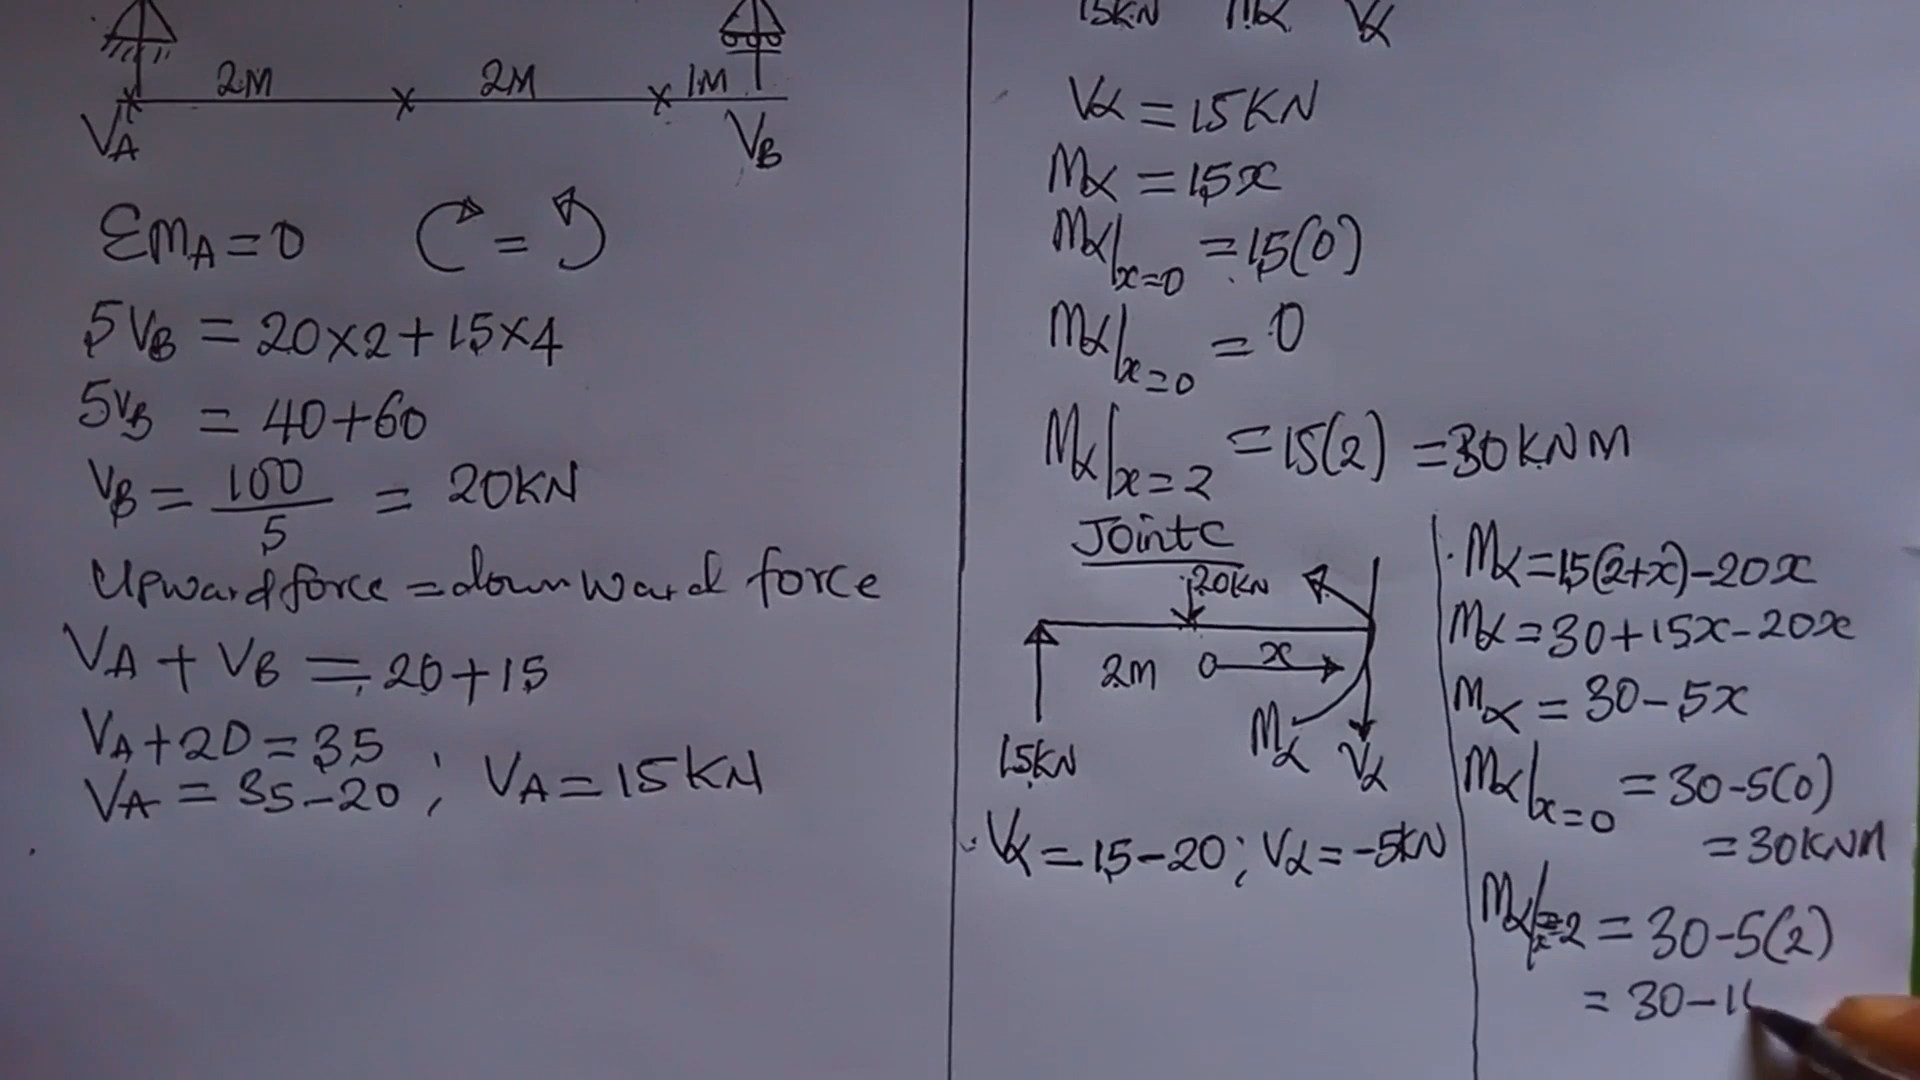 2M 2M 1M
VA VB
ΣMA=0
5VB = 20×2+15×4
5VB = 40+60
VB = 100/5 = 20KN
Upward force = downward force
VA + VB = 20+15
VA+20=35
VA = 35-20 ; VA = 15KN
15KN Mx Vx
Vx = 15KN
Mx = 15x
Mx|x=0 = 15(0)
Mx|x=0 = 0
Mx|x=2 = 15(2) = 30KNM
Joint C
20KN
2m 0 x
15KN Mx Vx
Vx = 15-20; Vx = -5KN
Mx = 15(2+x)-20x
Mx = 30+15x-20x
Mx = 30-5x
Mx|x=0 = 30-5(0)
= 30KNM
Mx|x=2 = 30-5(2)
= 30-1